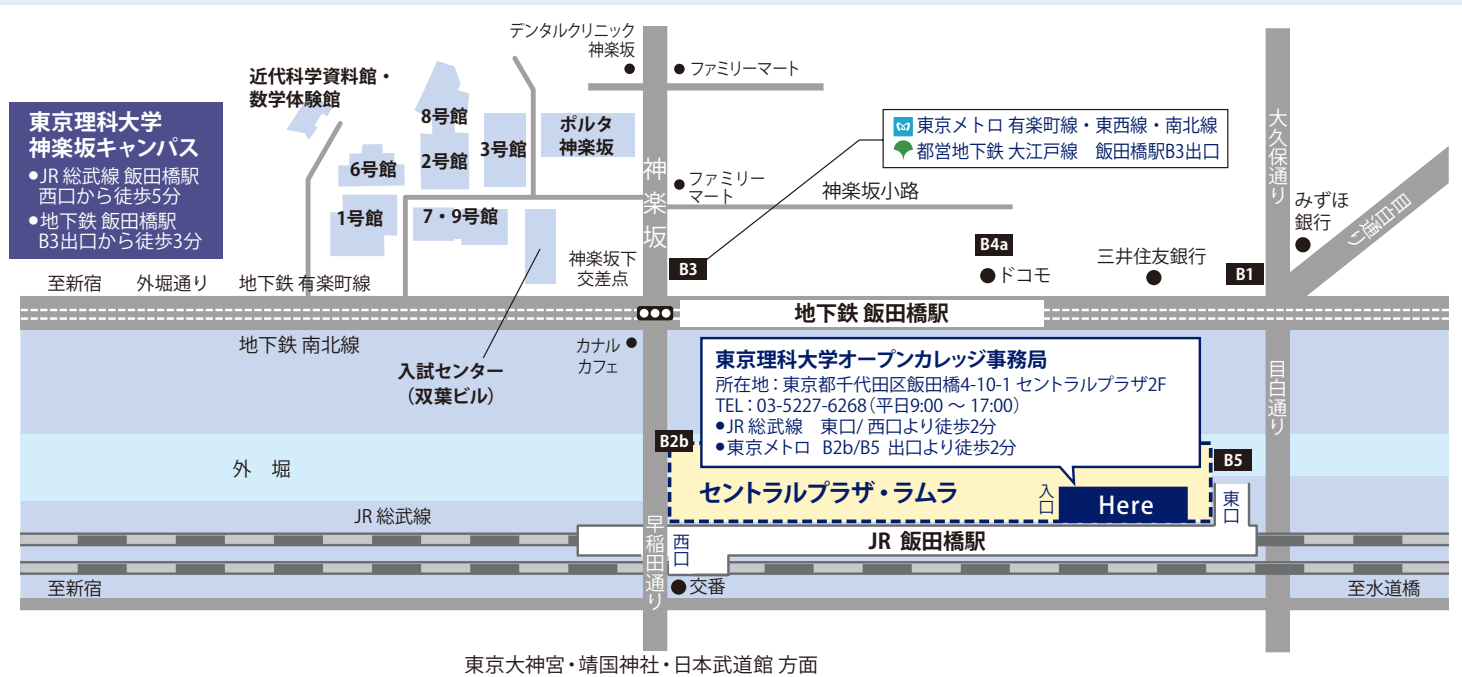 デンタルクリニック
神楽坂
ファミリーマート
近代科学資料館・
数学体験館
東京理科大学
神楽坂キャンパス
●JR 総武線 飯田橋駅
西口から徒歩5分
●地下鉄 飯田橋駅
B3出口から徒歩3分
8号館
2号館
3号館
ポルタ
神楽坂
6号館
1号館
7・9号館
神楽坂
ファミリー
マート
神楽坂小路
東京メトロ 有楽町線・東西線・南北線
都営地下鉄 大江戸線 飯田橋駅B3出口
大久保通り
みずほ
銀行
目白通り
神楽坂下
交差点
B3
B4a
ドコモ
三井住友銀行
B1
至新宿
外堀通り
地下鉄 有楽町線
地下鉄 飯田橋駅
地下鉄 南北線
入試センター
(双葉ビル)
カナル
カフェ
東京理科大学オープンカレッジ事務局
所在地:東京都千代田区飯田橋4-10-1 セントラルプラザ2F
TEL:03-5227-6268(平日9:00 ~ 17:00)
●JR 総武線 東口/ 西口より徒歩2分
●東京メトロ B2b/B5 出口より徒歩2分
目白通り
B2b
B5
外 堀
セントラルプラザ・ラムラ
入口
Here
東口
JR 総武線
早稲田通り
西口
JR 飯田橋駅
至新宿
交番
至水道橋
東京大神宮・靖国神社・日本武道館 方面